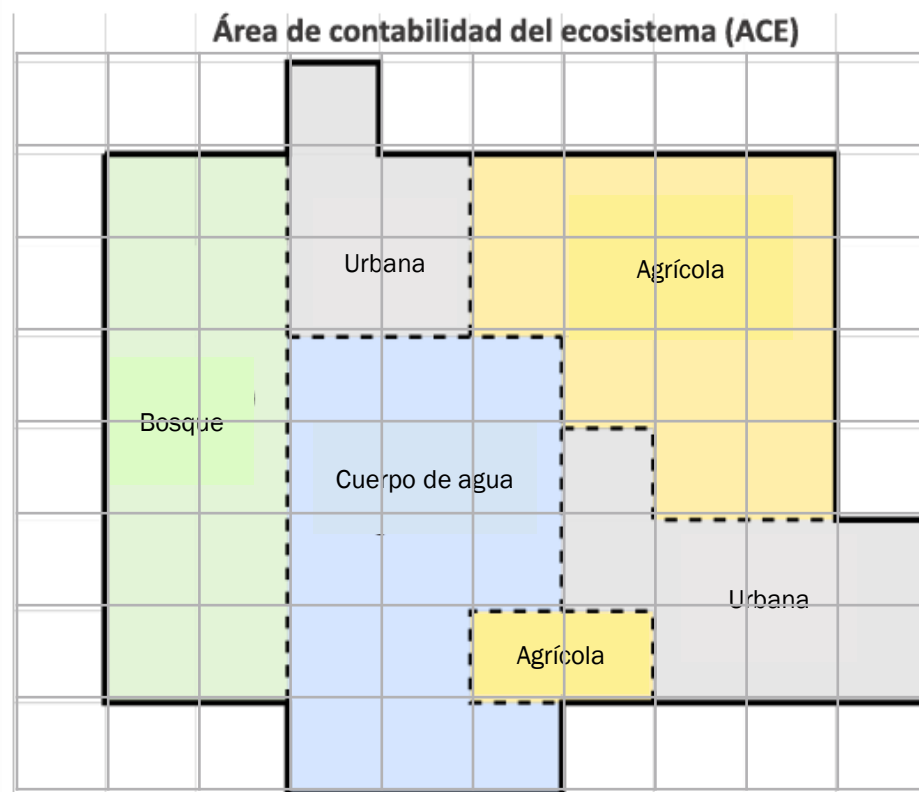 Área de contabilidad del ecosistema (ACE)
Urbana
Agrícola
Bosque
Cuerpo de agua
Urbana
Agrícola